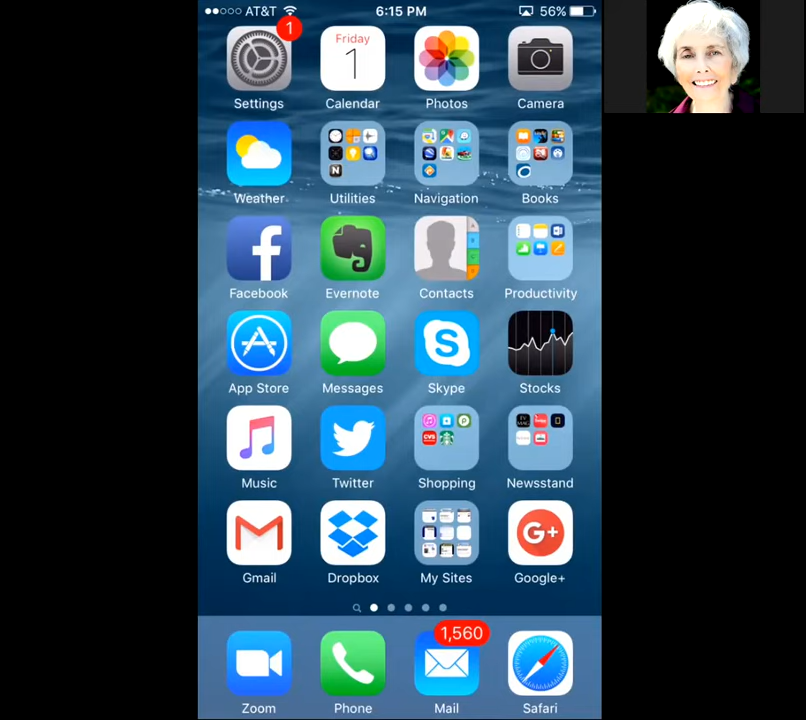 AT&T 6:15 PM 56%
1
Friday
1
Settings Calendar Photos Camera
Weather Utilities Navigation Books
Facebook Evernote Contacts Productivity
App Store Messages Skype Stocks
Music Twitter Shopping Newsstand
G+
Gmail Dropbox My Sites Google+
1,560
Zoom Phone Mail Safari